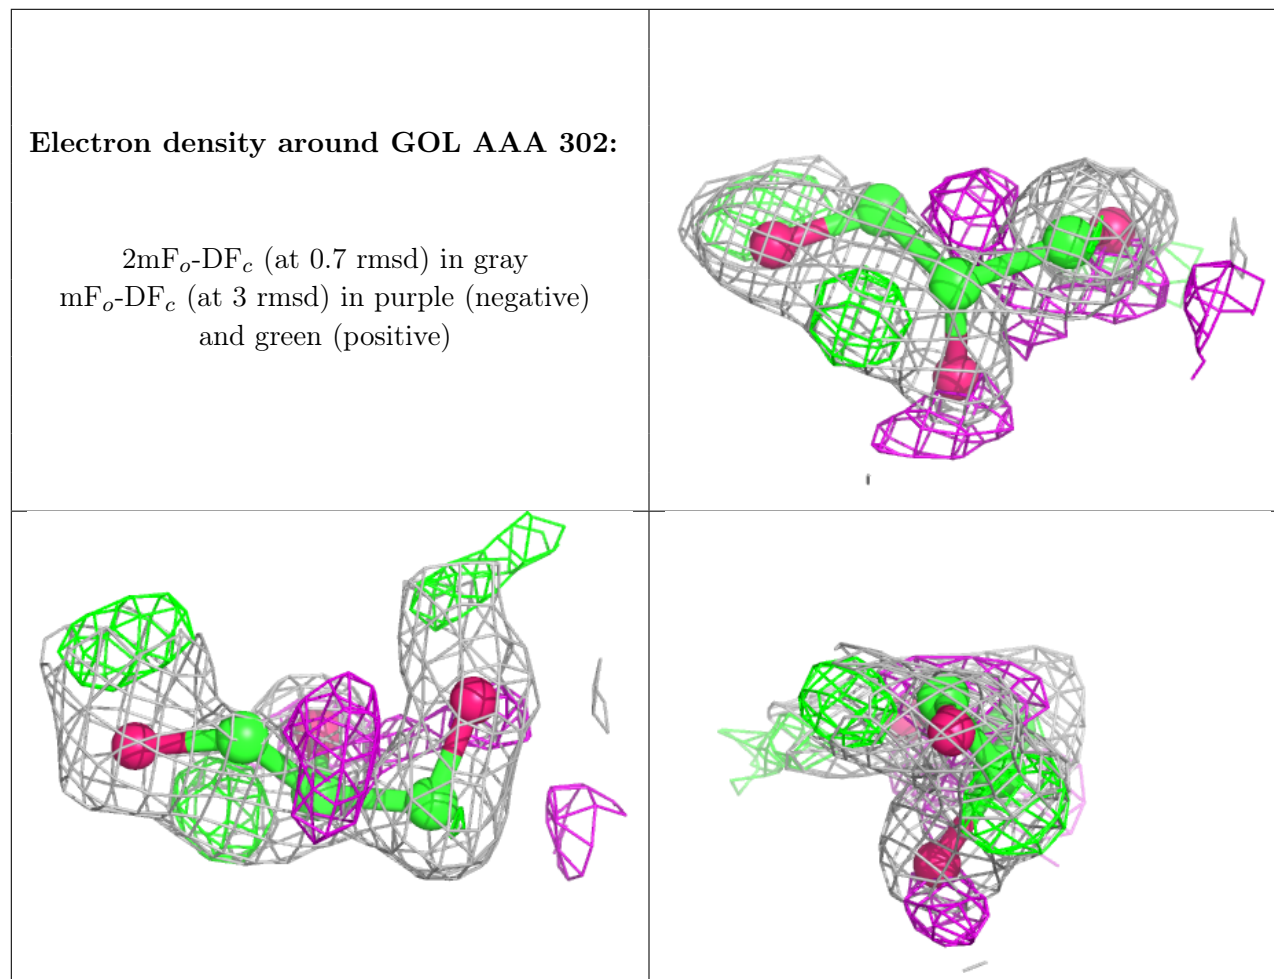 Electron density around GOL AAA 302:
2mFo-DFc (at 0.7 rmsd) in gray
mFo-DFc (at 3 rmsd) in purple (negative)
and green (positive)